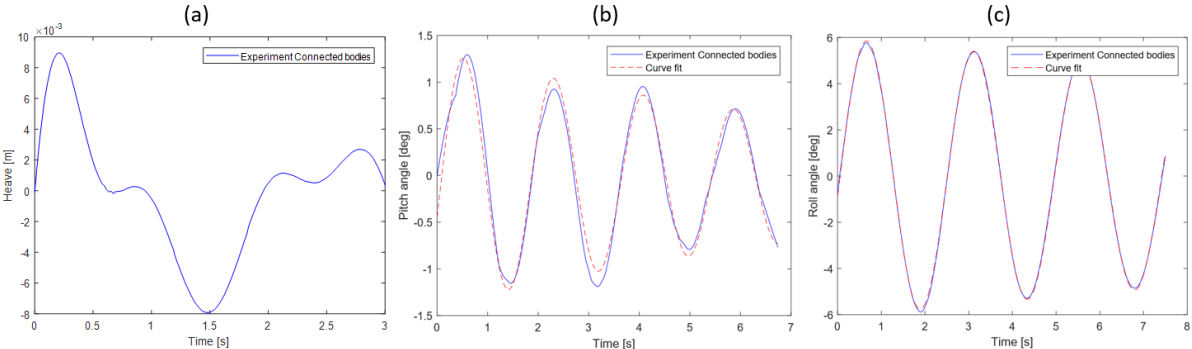 (a)
×10⁻³
10
8
6
4
2
0
-2
-4
-6
-8
Heave [m]
Experiment Connected bodies
0 0.5 1 1.5 2 2.5 3
Time [s]
(b)
1.5
1
0.5
0
-0.5
-1
-1.5
Pitch angle [deg]
Experiment Connected bodies
Curve fit
0 1 2 3 4 5 6 7
Time [s]
(c)
6
4
2
0
-2
-4
-6
Roll angle [deg]
Experiment Connected bodies
Curve fit
0 1 2 3 4 5 6 7 8
Time [s]